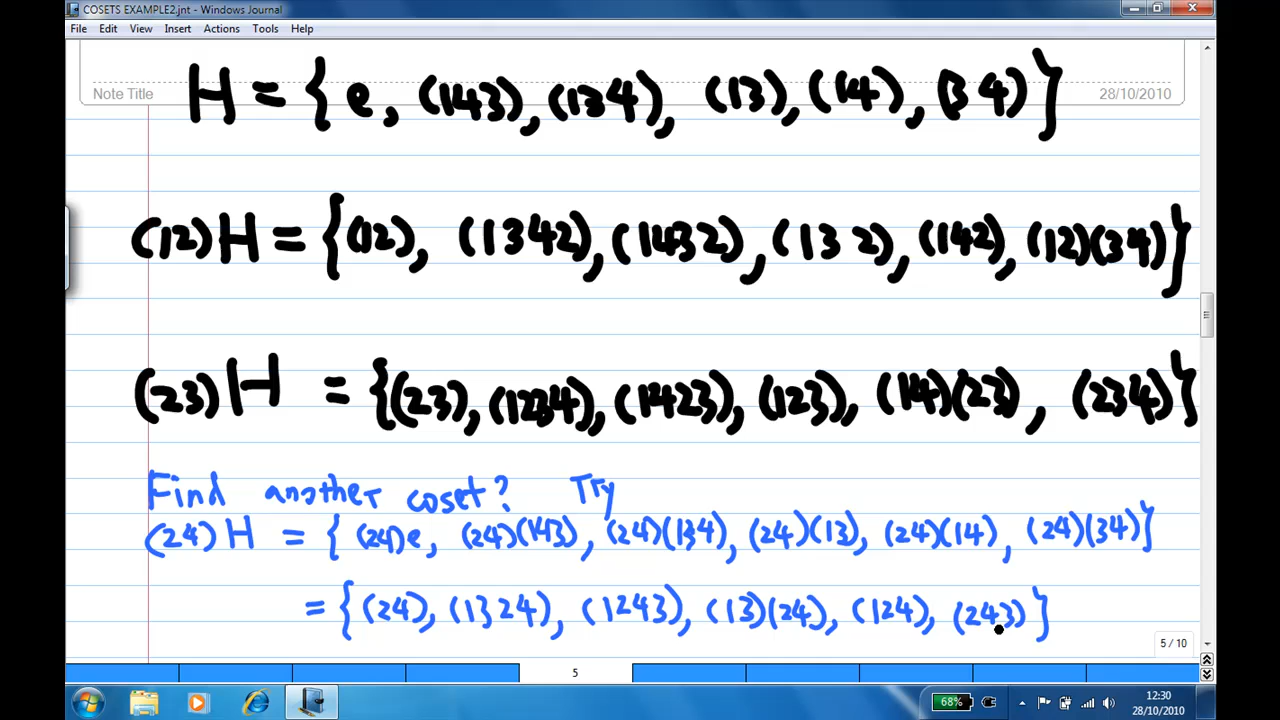 COSETS EXAMPLE2.jnt - Windows Journal
File Edit View Insert Actions Tools Help
H = { e, (143), (134), (13), (14), (34) }
Note Title
28/10/2010
(12) H = { (12), (1342), (1432), (132), (142), (12)(34) }
(23) H = { (23), (1234), (1423), (123), (14)(23), (234) }
Find another coset? Try
(24) H = { (24)e, (24)(143), (24)(134), (24)(13), (24)(14), (24)(34) }
= { (24), (1324), (1243), (13)(24), (124), (243) }
5 / 10
5
68%
12:30
28/10/2010